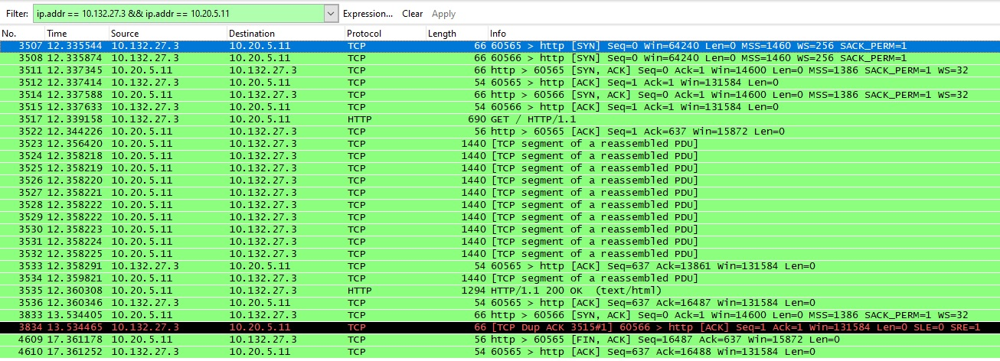 Filter: ip.addr == 10.132.27.3 && ip.addr == 10.20.5.11 Expression... Clear Apply
No. Time Source Destination Protocol Length Info
3507 12.335544 10.132.27.3 10.20.5.11 TCP 66 60565 > http [SYN] Seq=0 Win=64240 Len=0 MSS=1460 WS=256 SACK_PERM=1
3508 12.335874 10.132.27.3 10.20.5.11 TCP 66 60566 > http [SYN] Seq=0 Win=64240 Len=0 MSS=1460 WS=256 SACK_PERM=1
3511 12.337345 10.20.5.11 10.132.27.3 TCP 66 http > 60565 [SYN, ACK] Seq=0 Ack=1 Win=14600 Len=0 MSS=1386 SACK_PERM=1 WS=32
3512 12.337414 10.132.27.3 10.20.5.11 TCP 54 60565 > http [ACK] Seq=1 Ack=1 Win=131584 Len=0
3514 12.337588 10.20.5.11 10.132.27.3 TCP 66 http > 60566 [SYN, ACK] Seq=0 Ack=1 Win=14600 Len=0 MSS=1386 SACK_PERM=1 WS=32
3515 12.337633 10.132.27.3 10.20.5.11 TCP 54 60566 > http [ACK] Seq=1 Ack=1 Win=131584 Len=0
3517 12.339158 10.132.27.3 10.20.5.11 HTTP 690 GET / HTTP/1.1
3522 12.344226 10.20.5.11 10.132.27.3 TCP 56 http > 60565 [ACK] Seq=1 Ack=637 Win=15872 Len=0
3523 12.356420 10.20.5.11 10.132.27.3 TCP 1440 [TCP segment of a reassembled PDU]
3524 12.358218 10.20.5.11 10.132.27.3 TCP 1440 [TCP segment of a reassembled PDU]
3525 12.358219 10.20.5.11 10.132.27.3 TCP 1440 [TCP segment of a reassembled PDU]
3526 12.358220 10.20.5.11 10.132.27.3 TCP 1440 [TCP segment of a reassembled PDU]
3527 12.358221 10.20.5.11 10.132.27.3 TCP 1440 [TCP segment of a reassembled PDU]
3528 12.358222 10.20.5.11 10.132.27.3 TCP 1440 [TCP segment of a reassembled PDU]
3529 12.358222 10.20.5.11 10.132.27.3 TCP 1440 [TCP segment of a reassembled PDU]
3530 12.358223 10.20.5.11 10.132.27.3 TCP 1440 [TCP segment of a reassembled PDU]
3531 12.358224 10.20.5.11 10.132.27.3 TCP 1440 [TCP segment of a reassembled PDU]
3532 12.358225 10.20.5.11 10.132.27.3 TCP 1440 [TCP segment of a reassembled PDU]
3533 12.358291 10.132.27.3 10.20.5.11 TCP 54 60565 > http [ACK] Seq=637 Ack=13861 Win=131584 Len=0
3534 12.359821 10.20.5.11 10.132.27.3 TCP 1440 [TCP segment of a reassembled PDU]
3535 12.360308 10.20.5.11 10.132.27.3 HTTP 1294 HTTP/1.1 200 OK (text/html)
3536 12.360346 10.132.27.3 10.20.5.11 TCP 54 60565 > http [ACK] Seq=637 Ack=16487 Win=131584 Len=0
3833 13.534405 10.20.5.11 10.132.27.3 TCP 66 http > 60566 [SYN, ACK] Seq=0 Ack=1 Win=14600 Len=0 MSS=1386 SACK_PERM=1 WS=32
3834 13.534465 10.132.27.3 10.20.5.11 TCP 66 [TCP Dup ACK 3515#1] 60566 > http [ACK] Seq=1 Ack=1 Win=131584 Len=0 SLE=0 SRE=1
4609 17.361178 10.20.5.11 10.132.27.3 TCP 56 http > 60565 [FIN, ACK] Seq=16487 Ack=637 Win=15872 Len=0
4610 17.361252 10.132.27.3 10.20.5.11 TCP 54 60565 > http [ACK] Seq=637 Ack=16488 Win=131584 Len=0